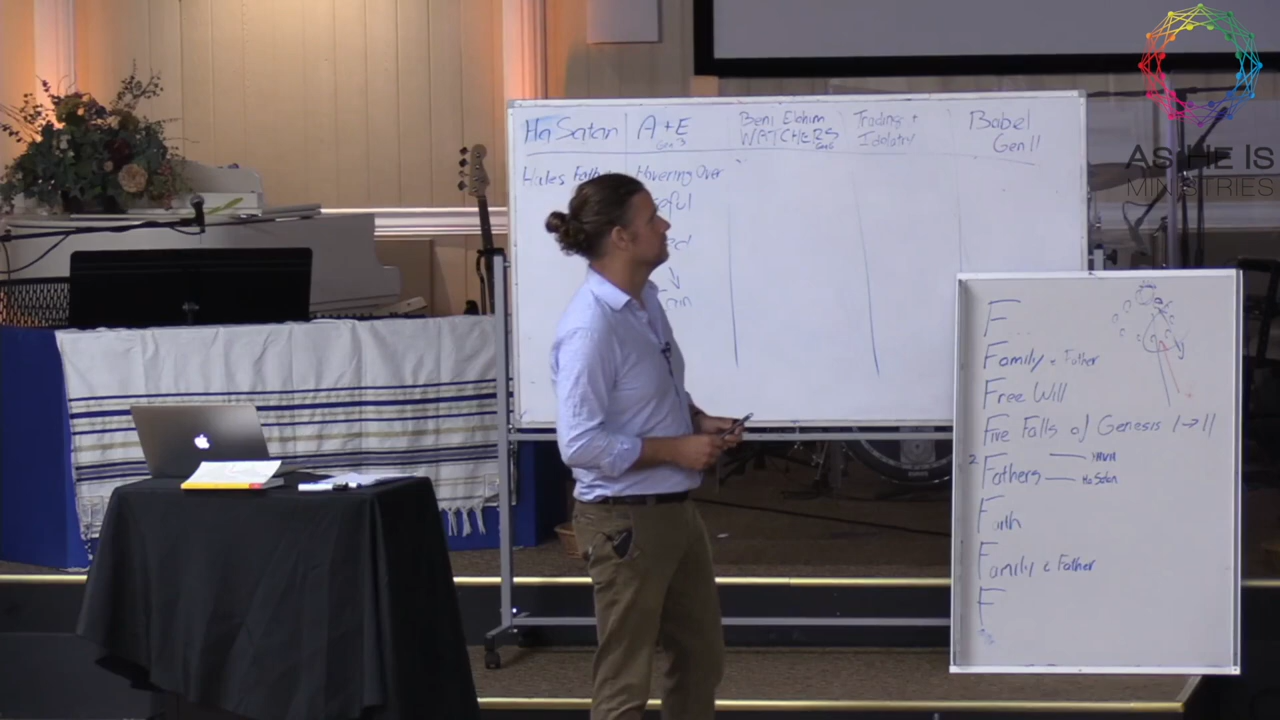 Ha Satan
A + E
Gen 3
Beni Elohim
WATCHERS
Gen 6
Trading +
Idolatry
Babel
Gen 11
Hovering Over
F
Family + Father
Free Will
Five Falls of Genesis 1→11
2 Fathers
YHVH
Ha Satan
Faith
Family & Father
F
AS HE IS
MINISTRIES